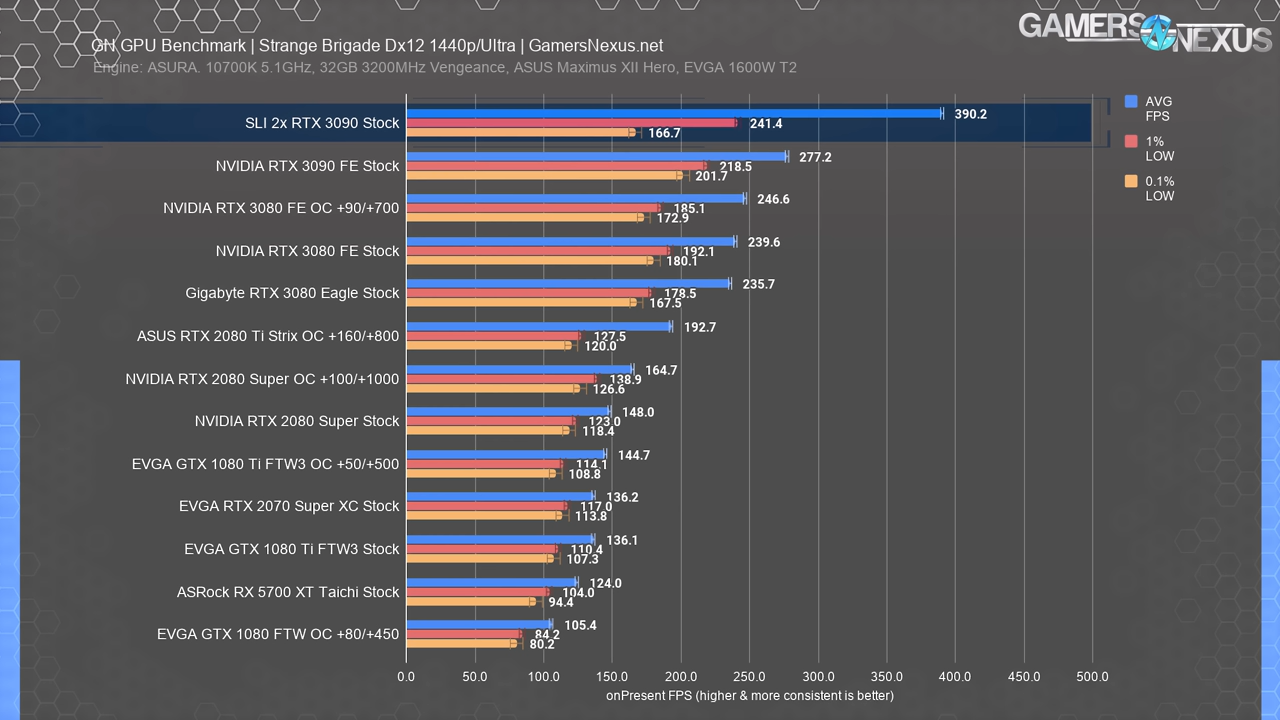 GN GPU Benchmark | Strange Brigade Dx12 1440p/Ultra | GamersNexus.net
Engine: ASURA. 10700K 5.1GHz, 32GB 3200MHz Vengeance, ASUS Maximus XII Hero, EVGA 1600W T2
GAMERS NEXUS
AVG FPS
1% LOW
0.1% LOW
SLI 2x RTX 3090 Stock 390.2 241.4 166.7
NVIDIA RTX 3090 FE Stock 277.2 218.5 201.7
NVIDIA RTX 3080 FE OC +90/+700 246.6 185.1 172.9
NVIDIA RTX 3080 FE Stock 239.6 192.1 180.1
Gigabyte RTX 3080 Eagle Stock 235.7 178.5 167.5
ASUS RTX 2080 Ti Strix OC +160/+800 192.7 127.5 120.0
NVIDIA RTX 2080 Super OC +100/+1000 164.7 138.9 126.6
NVIDIA RTX 2080 Super Stock 148.0 123.0 118.4
EVGA GTX 1080 Ti FTW3 OC +50/+500 144.7 114.1 108.8
EVGA RTX 2070 Super XC Stock 136.2 117.0 113.8
EVGA GTX 1080 Ti FTW3 Stock 136.1 110.4 107.3
ASRock RX 5700 XT Taichi Stock 124.0 104.0 94.4
EVGA GTX 1080 FTW OC +80/+450 105.4 84.2 80.2
0.0 50.0 100.0 150.0 200.0 250.0 300.0 350.0 400.0 450.0 500.0
onPresent FPS (higher & more consistent is better)